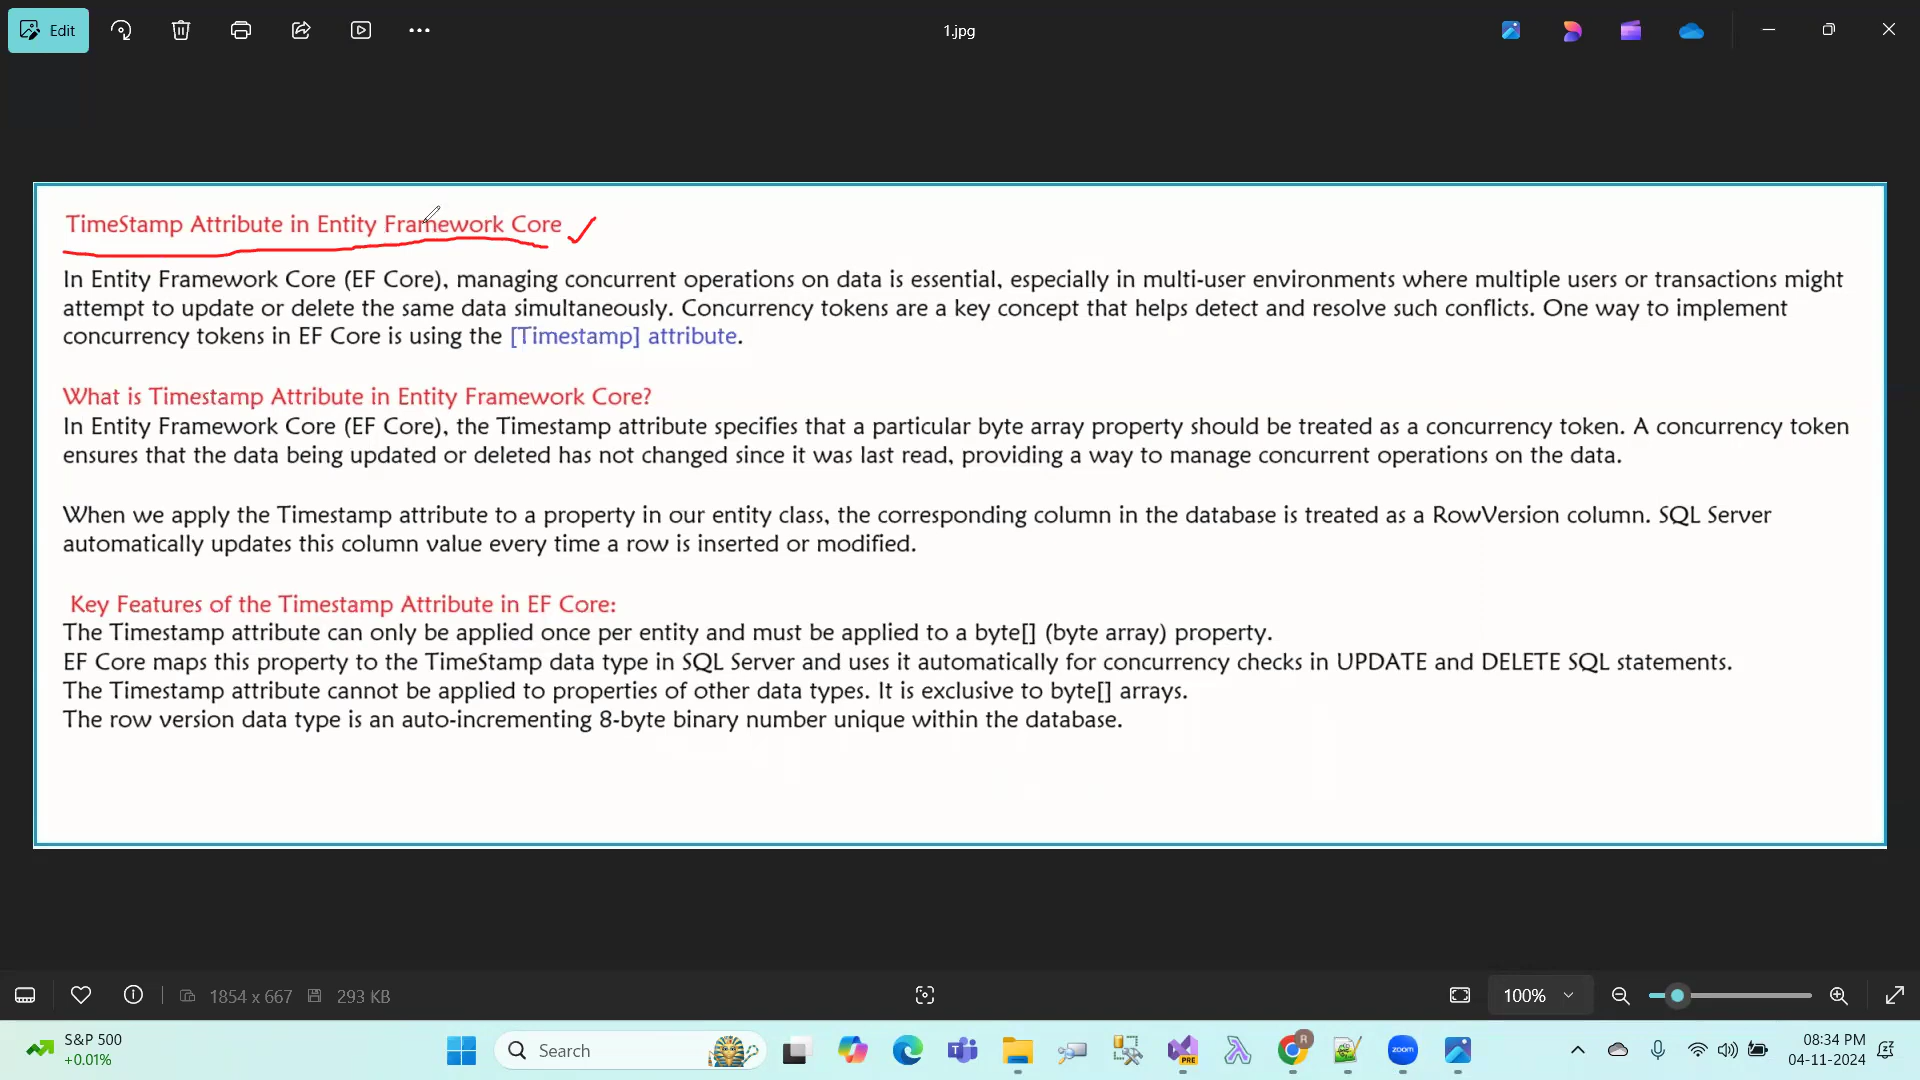 Edit
1.jpg
TimeStamp Attribute in Entity Framework Core
In Entity Framework Core (EF Core), managing concurrent operations on data is essential, especially in multi-user environments where multiple users or transactions might
attempt to update or delete the same data simultaneously. Concurrency tokens are a key concept that helps detect and resolve such conflicts. One way to implement
concurrency tokens in EF Core is using the [Timestamp] attribute.
What is Timestamp Attribute in Entity Framework Core?
In Entity Framework Core (EF Core), the Timestamp attribute specifies that a particular byte array property should be treated as a concurrency token. A concurrency token
ensures that the data being updated or deleted has not changed since it was last read, providing a way to manage concurrent operations on the data.
When we apply the Timestamp attribute to a property in our entity class, the corresponding column in the database is treated as a RowVersion column. SQL Server
automatically updates this column value every time a row is inserted or modified.
Key Features of the Timestamp Attribute in EF Core:
The Timestamp attribute can only be applied once per entity and must be applied to a byte[] (byte array) property.
EF Core maps this property to the TimeStamp data type in SQL Server and uses it automatically for concurrency checks in UPDATE and DELETE SQL statements.
The Timestamp attribute cannot be applied to properties of other data types. It is exclusive to byte[] arrays.
The row version data type is an auto-incrementing 8-byte binary number unique within the database.
1854 x 667
293 KB
100%
S&P 500
+0.01%
Search
PRE
R
zoom
08:34 PM
04-11-2024